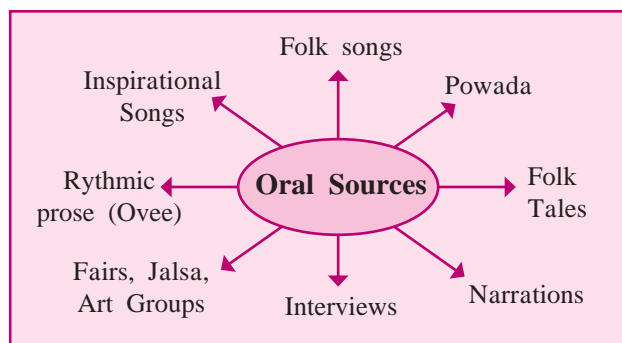 Folk songs
Inspirational
Songs
Powada
Rythmic
prose (Ovee)
Oral Sources
Folk
Tales
Fairs, Jalsa,
Art Groups
Interviews
Narrations